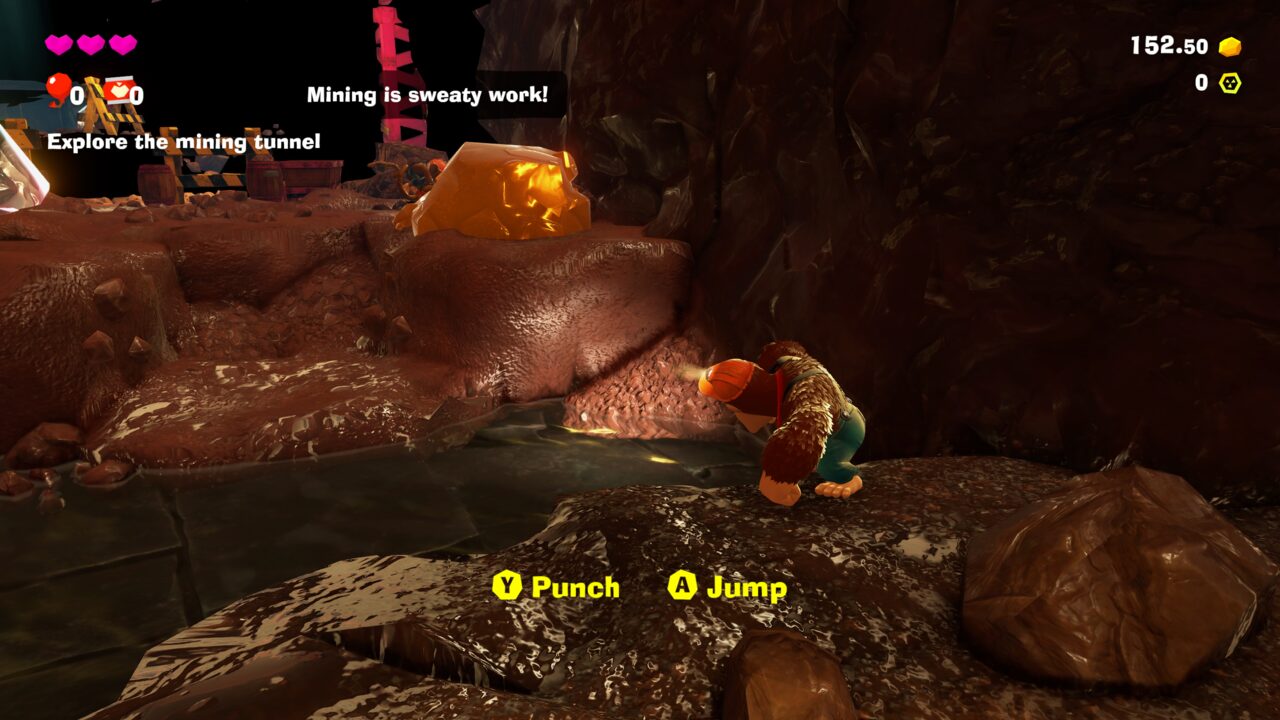 152.50
0
0 0
Mining is sweaty work!
Explore the mining tunnel
Y Punch A Jump